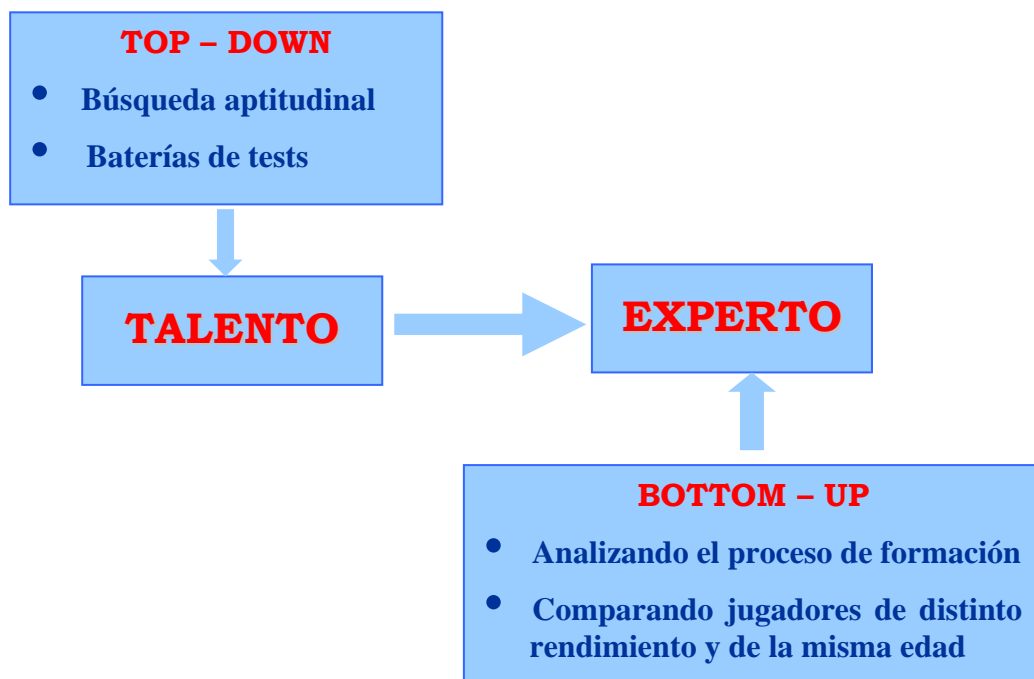 TOP – DOWN
• Búsqueda aptitudinal
• Baterías de tests
TALENTO
EXPERTO
BOTTOM – UP
• Analizando el proceso de formación
• Comparando jugadores de distinto
rendimiento y de la misma edad